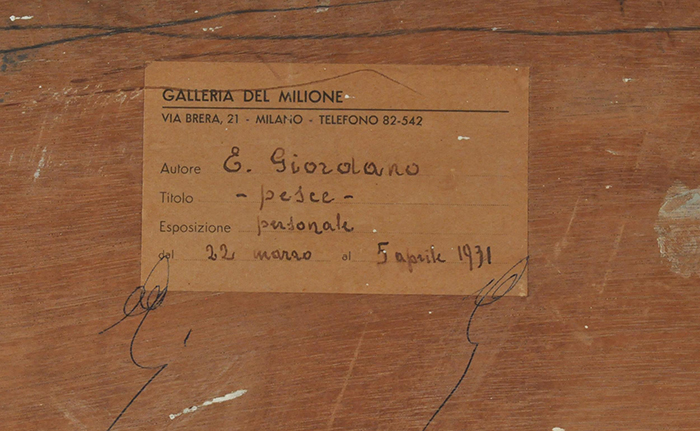 GALLERIA DEL MILIONE
VIA BRERA, 21 - MILANO - TELEFONO 82-542
Autore E. Giordano
Titolo - pesce -
Esposizione personale
dal 22 marzo al 5 aprile 1931